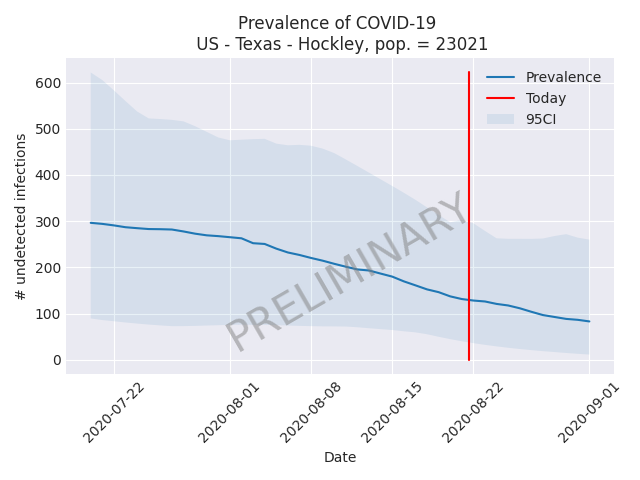 Prevalence of COVID-19
US - Texas - Hockley, pop. = 23021
# undetected infections
600
500
400
300
200
100
0
Prevalence
Today
95CI
PRELIMINARY
2020-07-22
2020-08-01
2020-08-08
2020-08-15
2020-08-22
2020-09-01
Date